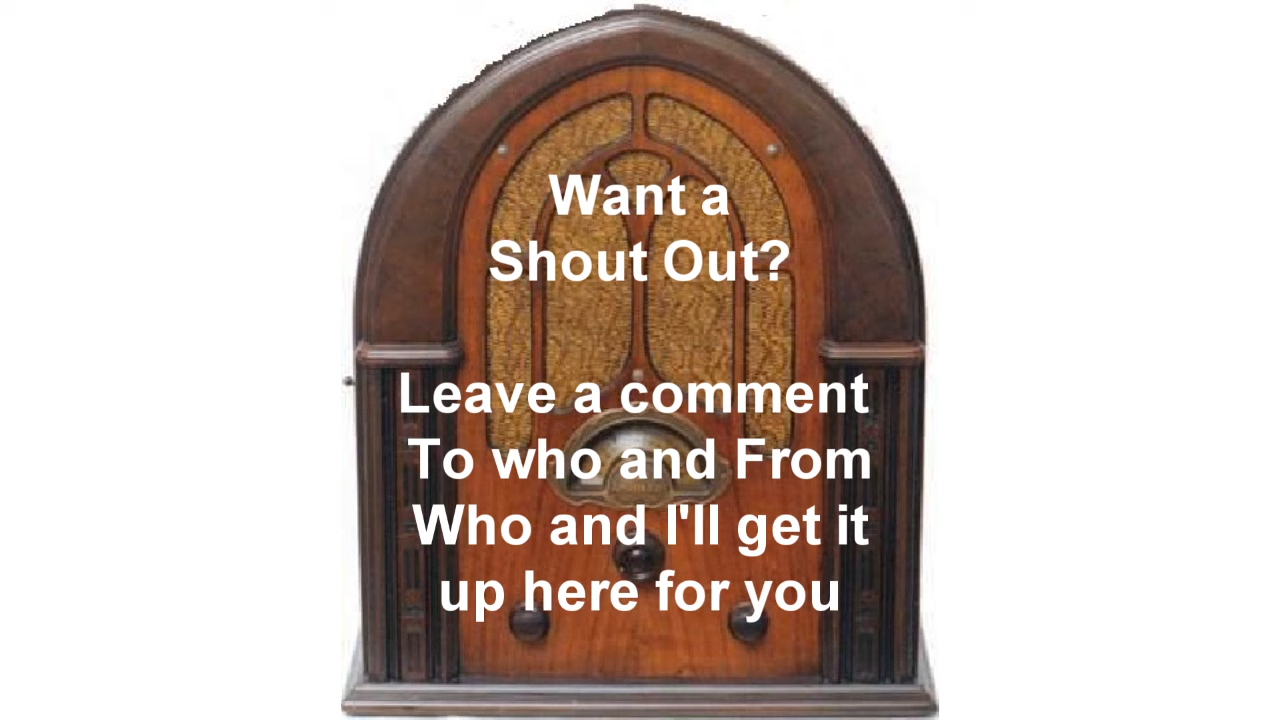 Want a
Shout Out?
Leave a comment
To who and From
Who and I'll get it
up here for you